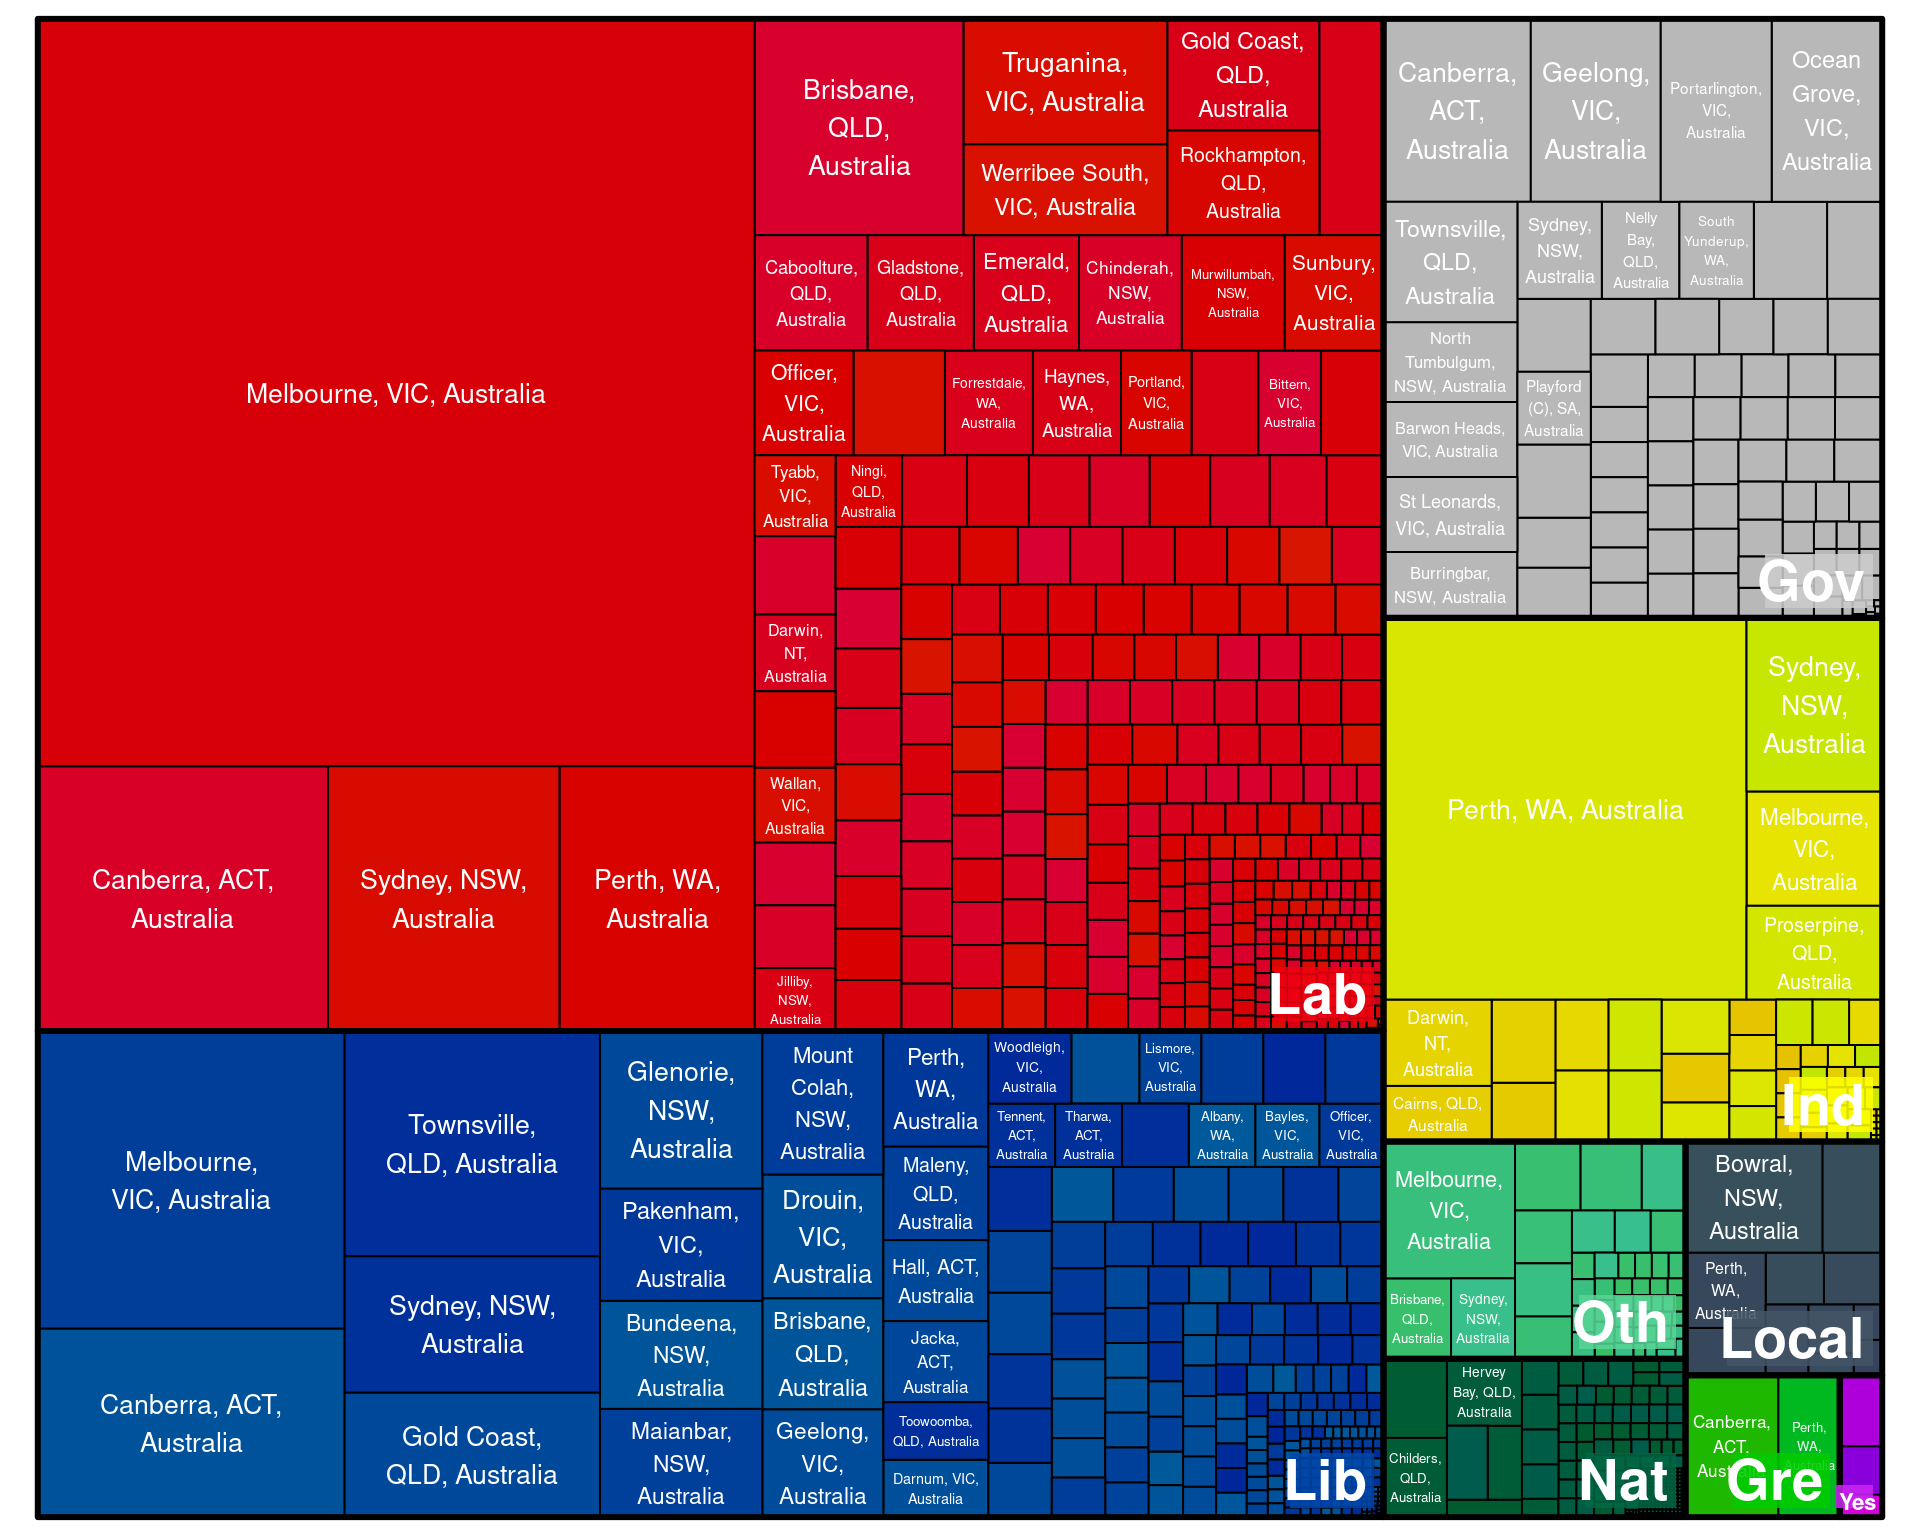 Melbourne, VIC, Australia
Canberra, ACT,
Australia
Sydney, NSW,
Australia
Perth, WA,
Australia
Brisbane,
QLD,
Australia
Truganina,
VIC, Australia
Werribee South,
VIC, Australia
Gold Coast,
QLD,
Australia
Rockhampton,
QLD,
Australia
Caboolture,
QLD,
Australia
Gladstone,
QLD,
Australia
Emerald,
QLD,
Australia
Chinderah,
NSW,
Australia
Murwillumbah,
NSW,
Australia
Sunbury,
VIC,
Australia
Officer,
VIC,
Australia
Forrestdale,
WA,
Australia
Haynes,
WA,
Australia
Portland,
VIC,
Australia
Bittern,
VIC,
Australia
Tyabb,
VIC,
Australia
Ningi,
QLD,
Australia
Darwin,
NT,
Australia
Wallan,
VIC,
Australia
Jilliby,
NSW,
Australia
Lab
Canberra,
ACT,
Australia
Geelong,
VIC,
Australia
Portarlington,
VIC,
Australia
Ocean
Grove,
VIC,
Australia
Townsville,
QLD,
Australia
Sydney,
NSW,
Australia
Nelly
Bay,
QLD,
Australia
South
Yunderup,
WA,
Australia
North
Tumbulgum,
NSW, Australia
Playford
(C), SA,
Australia
Barwon Heads,
VIC, Australia
St Leonards,
VIC, Australia
Burringbar,
NSW, Australia
Gov
Perth, WA, Australia
Sydney,
NSW,
Australia
Melbourne,
VIC,
Australia
Proserpine,
QLD,
Australia
Darwin,
NT,
Australia
Cairns, QLD,
Australia
Ind
Melbourne,
VIC, Australia
Canberra, ACT,
Australia
Townsville,
QLD, Australia
Sydney, NSW,
Australia
Gold Coast,
QLD, Australia
Glenorie,
NSW,
Australia
Pakenham,
VIC,
Australia
Bundeena,
NSW,
Australia
Maianbar,
NSW,
Australia
Mount
Colah,
NSW,
Australia
Drouin,
VIC,
Australia
Brisbane,
QLD,
Australia
Geelong,
VIC,
Australia
Perth,
WA,
Australia
Maleny,
QLD,
Australia
Hall, ACT,
Australia
Jacka,
ACT,
Australia
Toowoomba,
QLD, Australia
Darnum, VIC,
Australia
Woodleigh,
VIC,
Australia
Lismore,
VIC,
Australia
Tennent,
ACT,
Australia
Tharwa,
ACT,
Australia
Albany,
WA,
Australia
Bayles,
VIC,
Australia
Officer,
VIC,
Australia
Lib
Melbourne,
VIC,
Australia
Brisbane,
QLD,
Australia
Sydney,
NSW,
Australia
Oth
Bowral,
NSW,
Australia
Perth,
WA,
Australia
Local
Hervey
Bay, QLD,
Australia
Childers,
QLD,
Australia
Nat
Canberra,
ACT,
Australia
Perth,
WA,
Australia
Gre
Yes